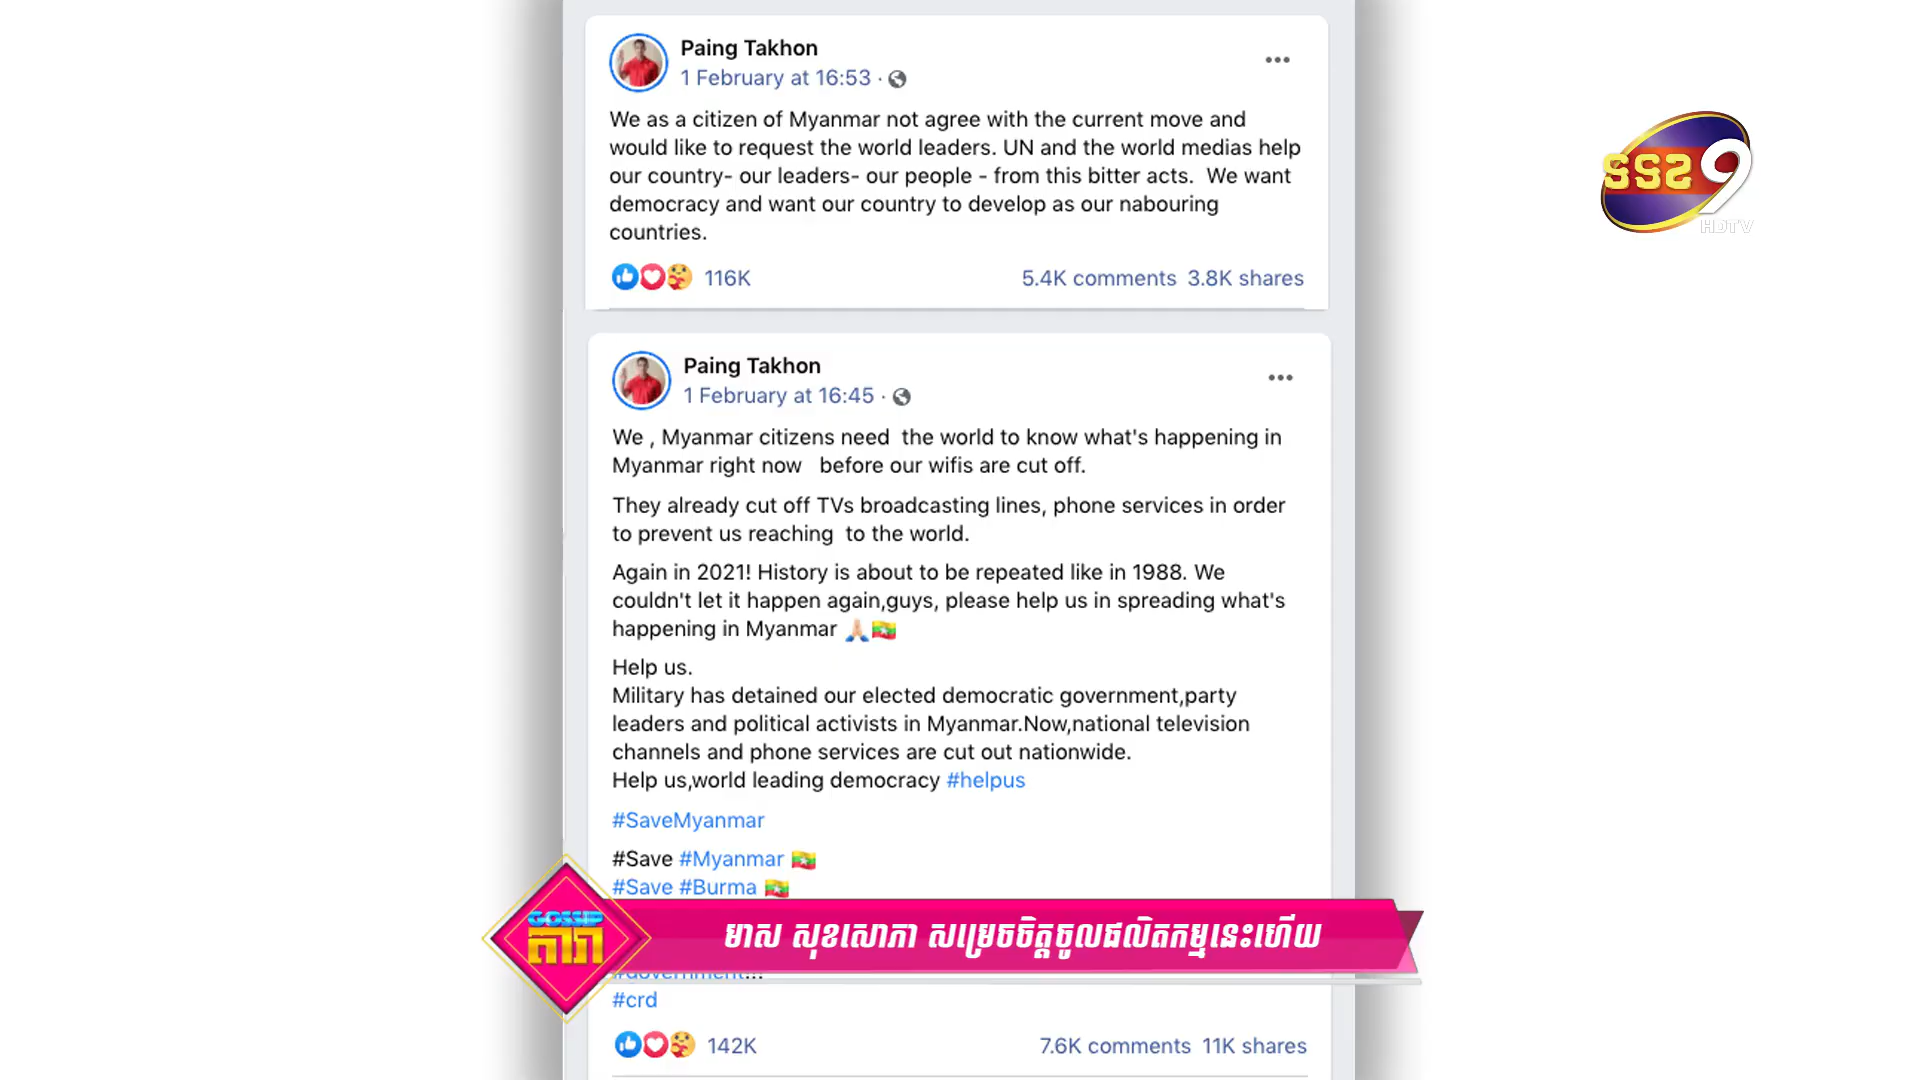 Paing Takhon
1 February at 16:53 ·
We as a citizen of Myanmar not agree with the current move and
would like to request the world leaders. UN and the world medias help
our country- our leaders- our people - from this bitter acts.  We want
democracy and want our country to develop as our nabouring
countries.
116K
5.4K comments 3.8K shares
Paing Takhon
1 February at 16:45 ·
We , Myanmar citizens need  the world to know what's happening in
Myanmar right now   before our wifis are cut off.
They already cut off TVs broadcasting lines, phone services in order
to prevent us reaching  to the world.
Again in 2021! History is about to be repeated like in 1988. We
couldn't let it happen again,guys, please help us in spreading what's
happening in Myanmar 🙏🏻🇲🇲
Help us.
Military has detained our elected democratic government,party
leaders and political activists in Myanmar.Now,national television
channels and phone services are cut out nationwide.
Help us,world leading democracy #helpus
#SaveMyanmar
#Save #Myanmar 🇲🇲
#Save #Burma 🇲🇲
#government...
#crd
142K
7.6K comments 11K shares
GOSSIP
តារា
មាស សុខសោភា សម្រេចចិត្តចូលផលិតកម្មនេះហើយ
9
HDTV